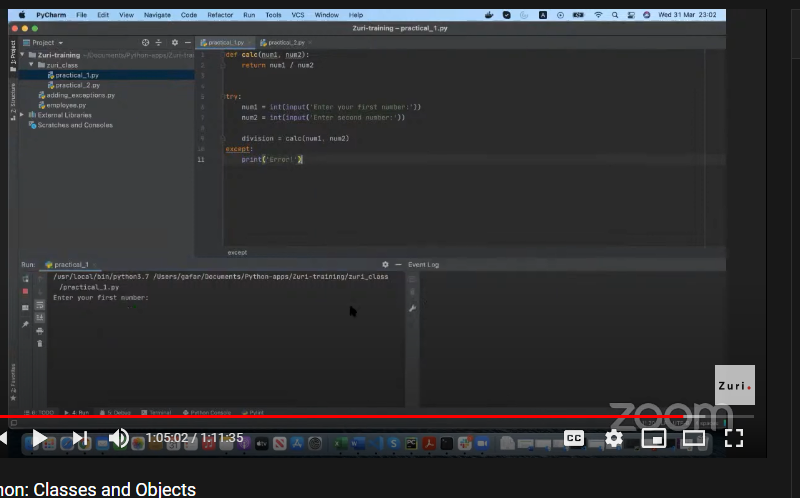 PyCharm File Edit View Navigate Code Refactor Run Tools VCS Window Help Wed 31 Mar 23:02
Zuri-training – practical_1.py
Project
practical_1.py practical_2.py
Zuri-training ~/Documents/Python-apps/Zuri-trai
zuri_class
practical_1.py
practical_2.py
adding_exceptions.py
employee.py
External Libraries
Scratches and Consoles
1: Project
def calc(num1, num2):
return num1 / num2
try:
num1 = int(input('Enter your first number:'))
num2 = int(input('Enter second number:'))
division = calc(num1, num2)
except:
11 print('Error!')
except
Run: practical_1
Event Log
/usr/local/bin/python3.7 /Users/gafar/Documents/Python-apps/Zuri-training/zuri_class
/practical_1.py
Enter your first number:
2: Favorites
6: TODO 4: Run 5: Debug Terminal Python Console
Zuri.
zoom
1:05:02 / 1:11:35
CC
hon: Classes and Objects